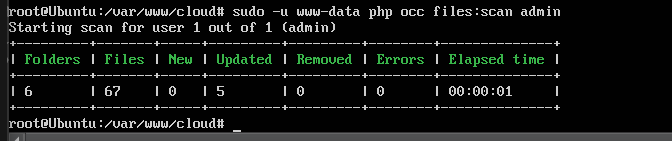 root@Ubuntu:/var/www/cloud# sudo -u www-data php occ files:scan admin
Starting scan for user 1 out of 1 (admin)
+---------+-------+-----+---------+---------+--------+--------------+
| Folders | Files | New | Updated | Removed | Errors | Elapsed time |
+---------+-------+-----+---------+---------+--------+--------------+
| 6       | 67    | 0   | 5       | 0       | 0      | 00:00:01     |
+---------+-------+-----+---------+---------+--------+--------------+
root@Ubuntu:/var/www/cloud# _